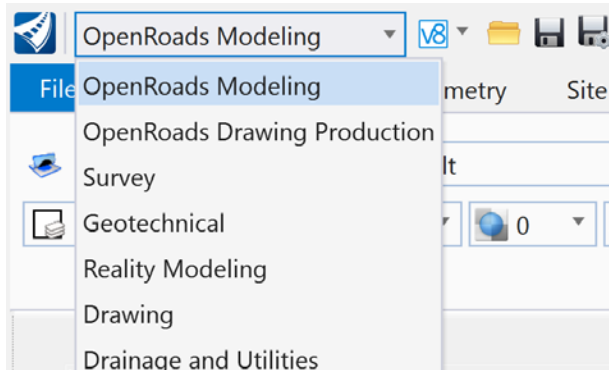 OpenRoads Modeling
V8
File
OpenRoads Modeling
metry
Site
OpenRoads Drawing Production
lt
Survey
Geotechnical
0
Reality Modeling
Drawing
Drainage and Utilities